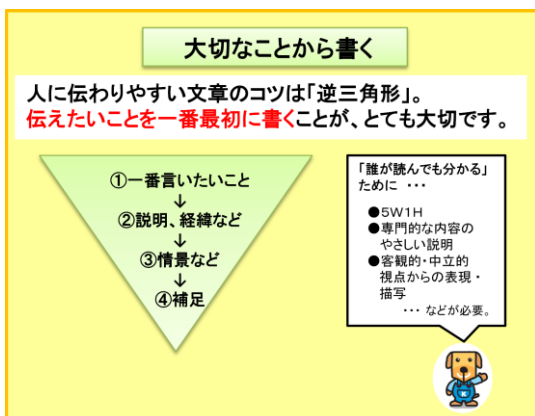 大切なことから書く
人に伝わりやすい文章のコツは「逆三角形」。
伝えたいことを一番最初に書くことが、とても大切です。
①一番言いたいこと
↓
②説明、経緯など
↓
③情景など
↓
④補足
「誰が読んでも分かる」
ために ・・・
●5W1H
●専門的な内容の
やさしい説明
●客観的・中立的
視点からの表現・
描写
・・・ などが必要。